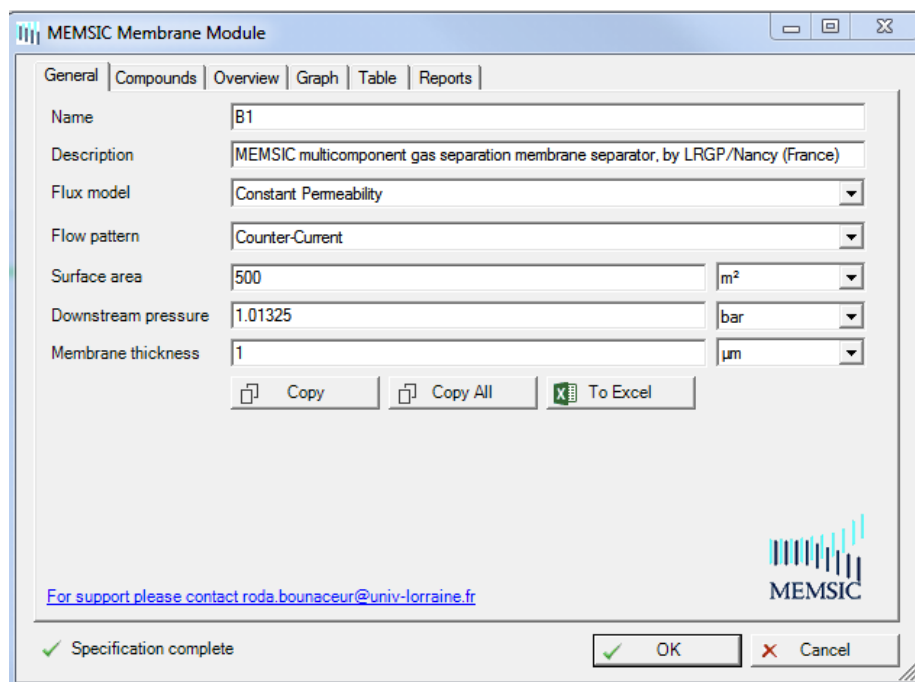 MEMSIC Membrane Module
General Compounds Overview Graph Table Reports
Name B1
Description MEMSIC multicomponent gas separation membrane separator, by LRGP/Nancy (France)
Flux model Constant Permeability
Flow pattern Counter-Current
Surface area 500 m²
Downstream pressure 1.01325 bar
Membrane thickness 1 µm
Copy Copy All To Excel
MEMSIC
For support please contact roda.bounaceur@univ-lorraine.fr
Specification complete OK Cancel